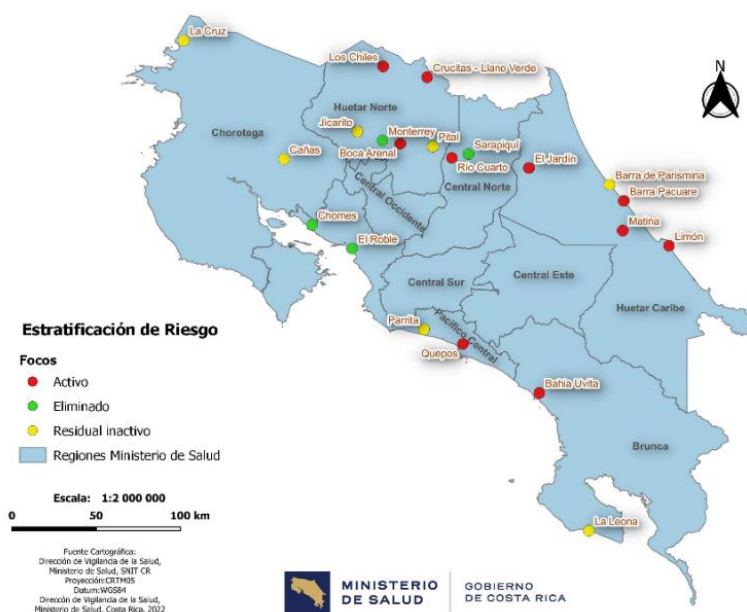 La Cruz
N
Los Chiles
Crucitas - Llano Verde
Huetar Norte
Jicarito
Monterrey
Chorotega
Pital
Sarapiquí
Boca Arenal
Cañas
Río Cuarto
El Jardín
Central Norte
Barra de Parismina
Barra Pacuare
Central Occidente
Chomes
Matina
El Roble
Limón
Central Sur
Central Este
Huetar Caribe
Estratificación de Riesgo
Parrita
Pacífico Central
Focos
Quepos
Activo
Bahía Uvita
Eliminado
Residual inactivo
Regiones Ministerio de Salud
Brunca
Escala: 1:2 000 000
0 50 100 km
La Leona
Fuente Cartográfica:
Dirección de Vigilancia de la Salud,
Ministerio de Salud, SNIT CR
Proyección:CRTM05
Datum:WGS84
Dirección de Vigilancia de la Salud,
Ministerio de Salud, Costa Rica, 2022
MINISTERIO
DE SALUD
GOBIERNO
DE COSTA RICA